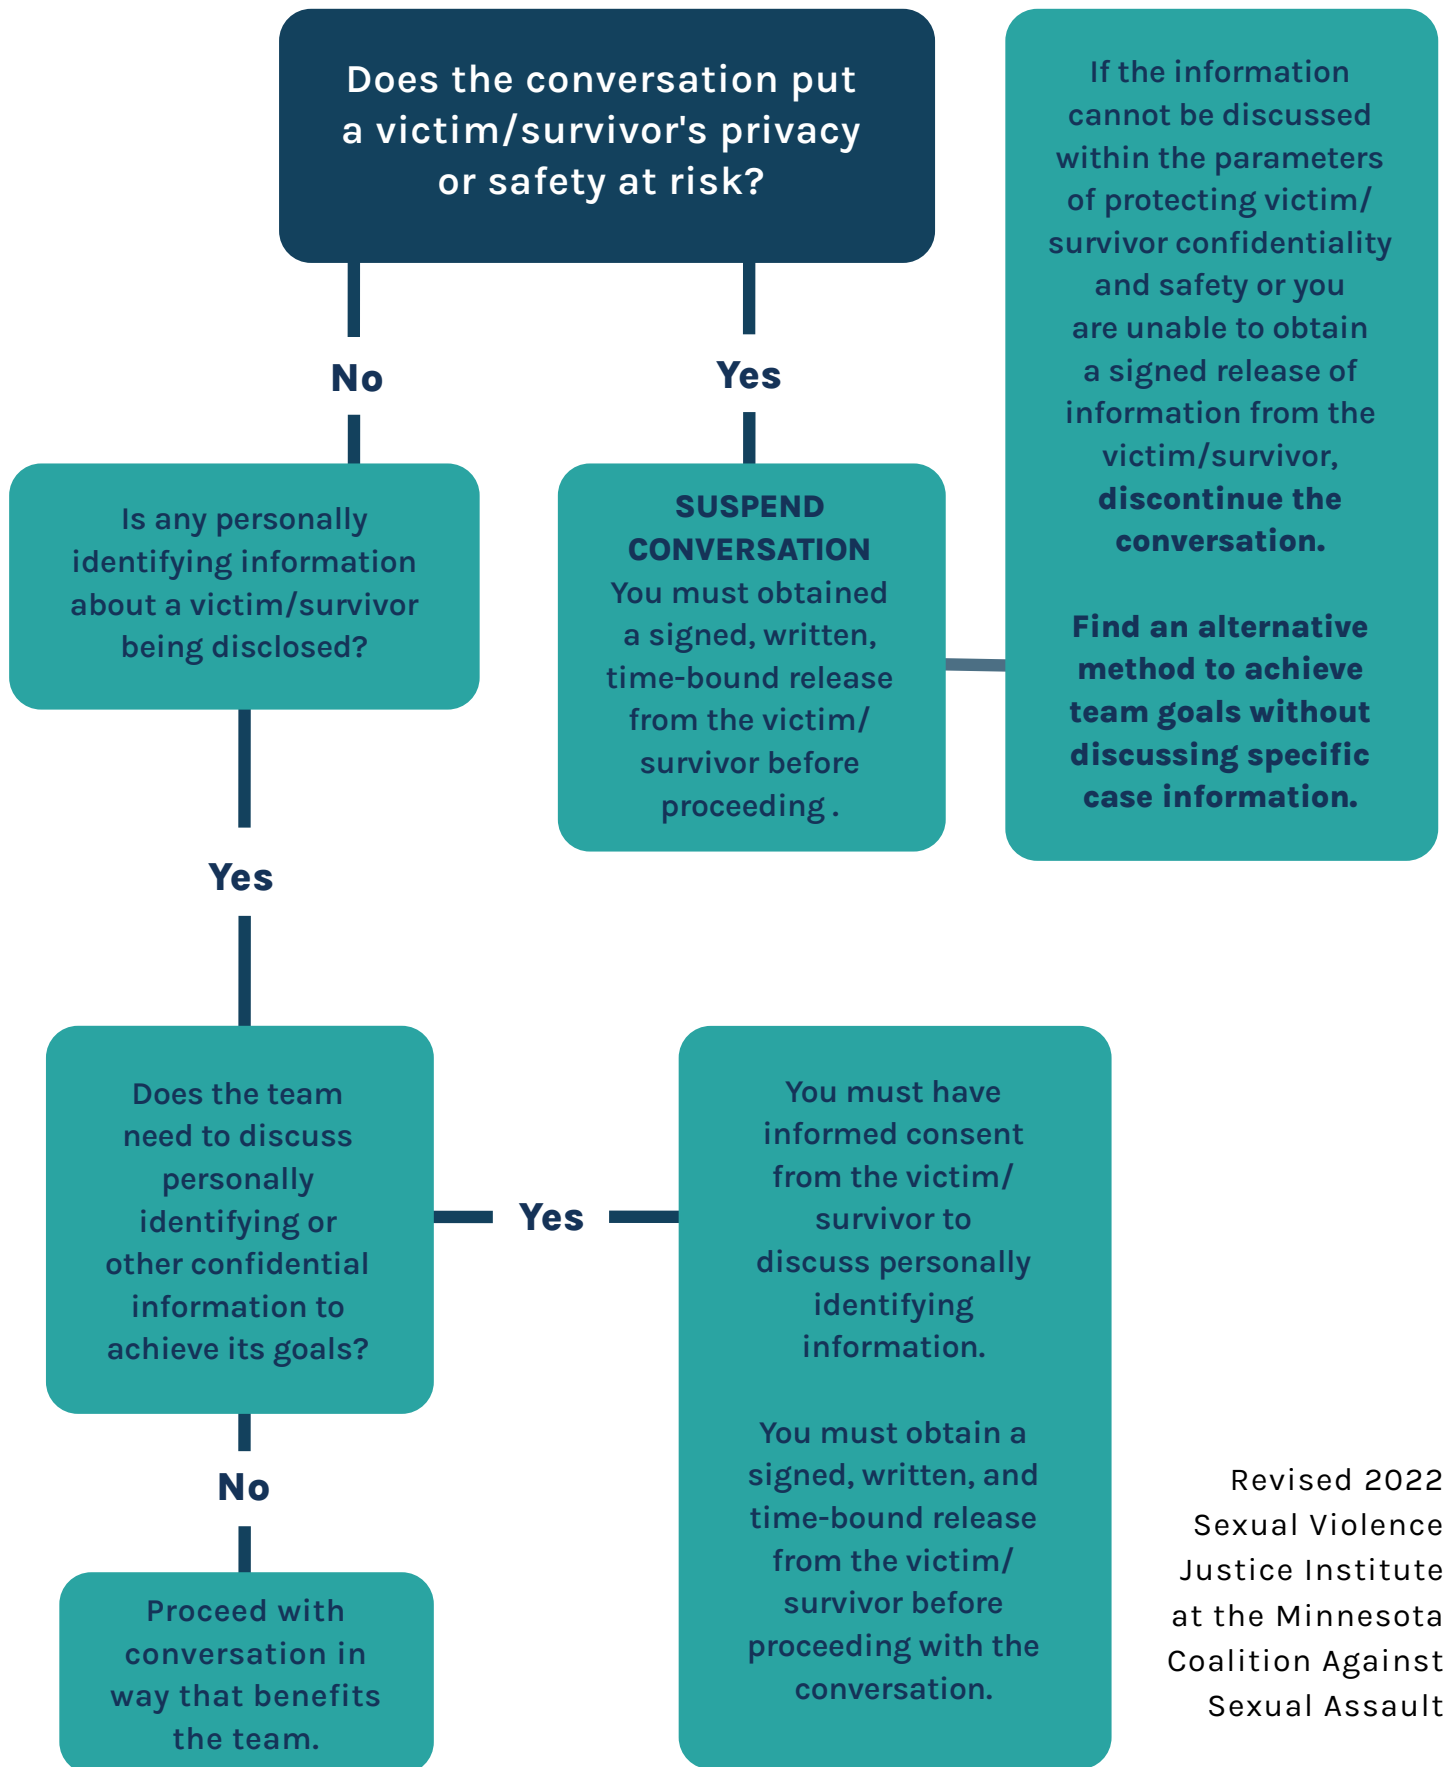 Does the conversation put
a victim/survivor's privacy
or safety at risk?
No
Yes
Is any personally
identifying information
about a victim/survivor
being disclosed?
SUSPEND
CONVERSATION
You must obtained
a signed, written,
time-bound release
from the victim/
survivor before
proceeding .
If the information
cannot be discussed
within the parameters
of protecting victim/
survivor confidentiality
and safety or you
are unable to obtain
a signed release of
information from the
victim/survivor,
discontinue the
conversation.
Find an alternative
method to achieve
team goals without
discussing specific
case information.
Yes
Does the team
need to discuss
personally
identifying or
other confidential
information to
achieve its goals?
Yes
You must have
informed consent
from the victim/
survivor to
discuss personally
identifying
information.
You must obtain a
signed, written, and
time-bound release
from the victim/
survivor before
proceeding with the
conversation.
No
Proceed with
conversation in
way that benefits
the team.
Revised 2022
Sexual Violence
Justice Institute
at the Minnesota
Coalition Against
Sexual Assault